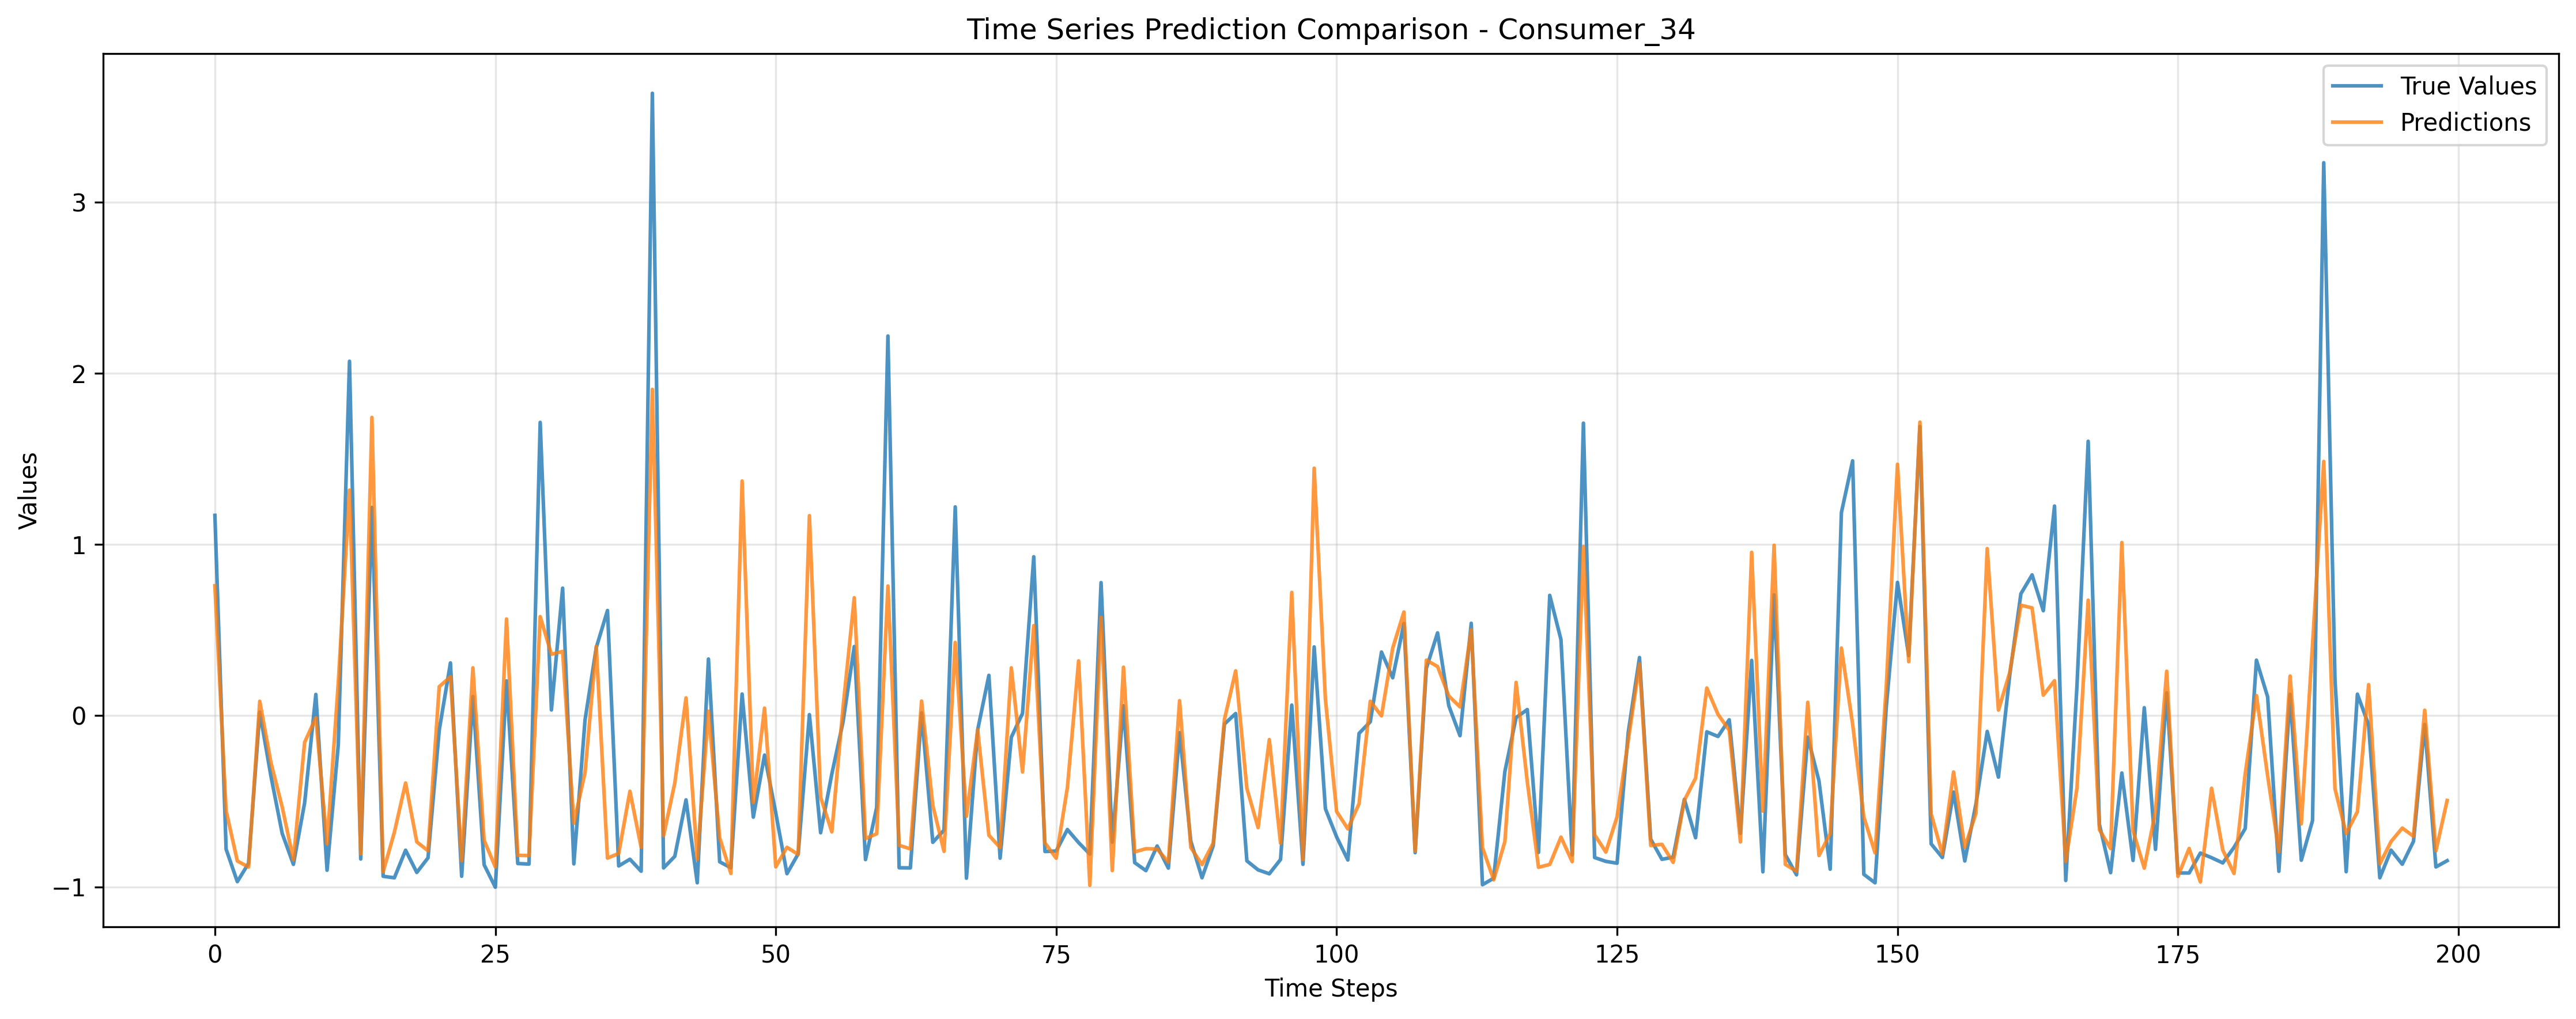 Time Series Prediction Comparison - Consumer_34
True Values
Predictions
Values
3
2
1
0
−1
0 25 50 75 100 125 150 175 200
Time Steps